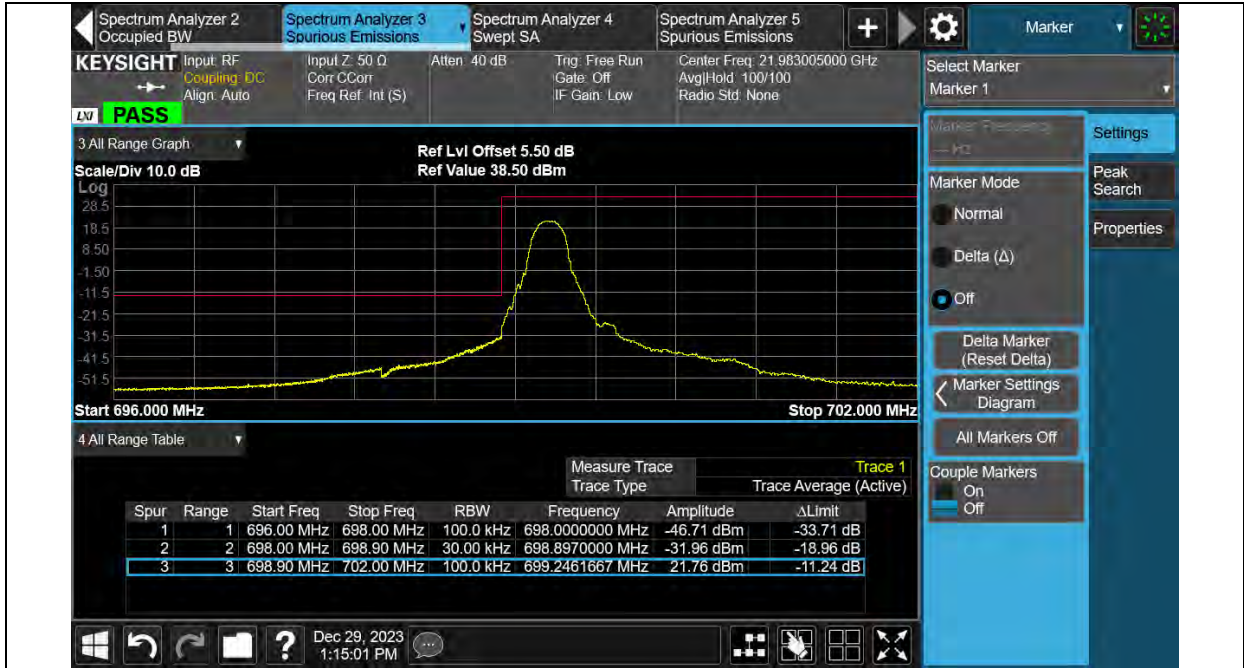 Spectrum Analyzer 2
Occupied BW
Spectrum Analyzer 3
Spurious Emissions
Spectrum Analyzer 4
Swept SA
Spectrum Analyzer 5
Spurious Emissions
+
Marker
KEYSIGHT
Input: RF
Coupling: DC
Align: Auto
Input Z: 50 Ω
Corr CCorr
Freq Ref: Int (S)
Atten: 40 dB
Trig: Free Run
Gate: Off
IF Gain: Low
Center Freq: 21.983005000 GHz
Avg|Hold: 100/100
Radio Std: None
LXI PASS
Select Marker
Marker 1
3 All Range Graph
Scale/Div 10.0 dB
Ref Lvl Offset 5.50 dB
Ref Value 38.50 dBm
Log
28.5
18.5
8.50
-1.50
-11.5
-21.5
-31.5
-41.5
-51.5
Start 696.000 MHz
Stop 702.000 MHz
Marker Frequency
--- Hz
Settings
Peak
Search
Properties
Marker Mode
Normal
Delta (Δ)
Off
Delta Marker
(Reset Delta)
Marker Settings
Diagram
All Markers Off
Couple Markers
On
Off
4 All Range Table
Measure Trace Trace 1
Trace Type Trace Average (Active)
Spur Range Start Freq Stop Freq RBW Frequency Amplitude ΔLimit
1 1 696.00 MHz 698.00 MHz 100.0 kHz 698.0000000 MHz -46.71 dBm -33.71 dB
2 2 698.00 MHz 698.90 MHz 30.00 kHz 698.8970000 MHz -31.96 dBm -18.96 dB
3 3 698.90 MHz 702.00 MHz 100.0 kHz 699.2461667 MHz 21.76 dBm -11.24 dB
?
Dec 29, 2023
1:15:01 PM